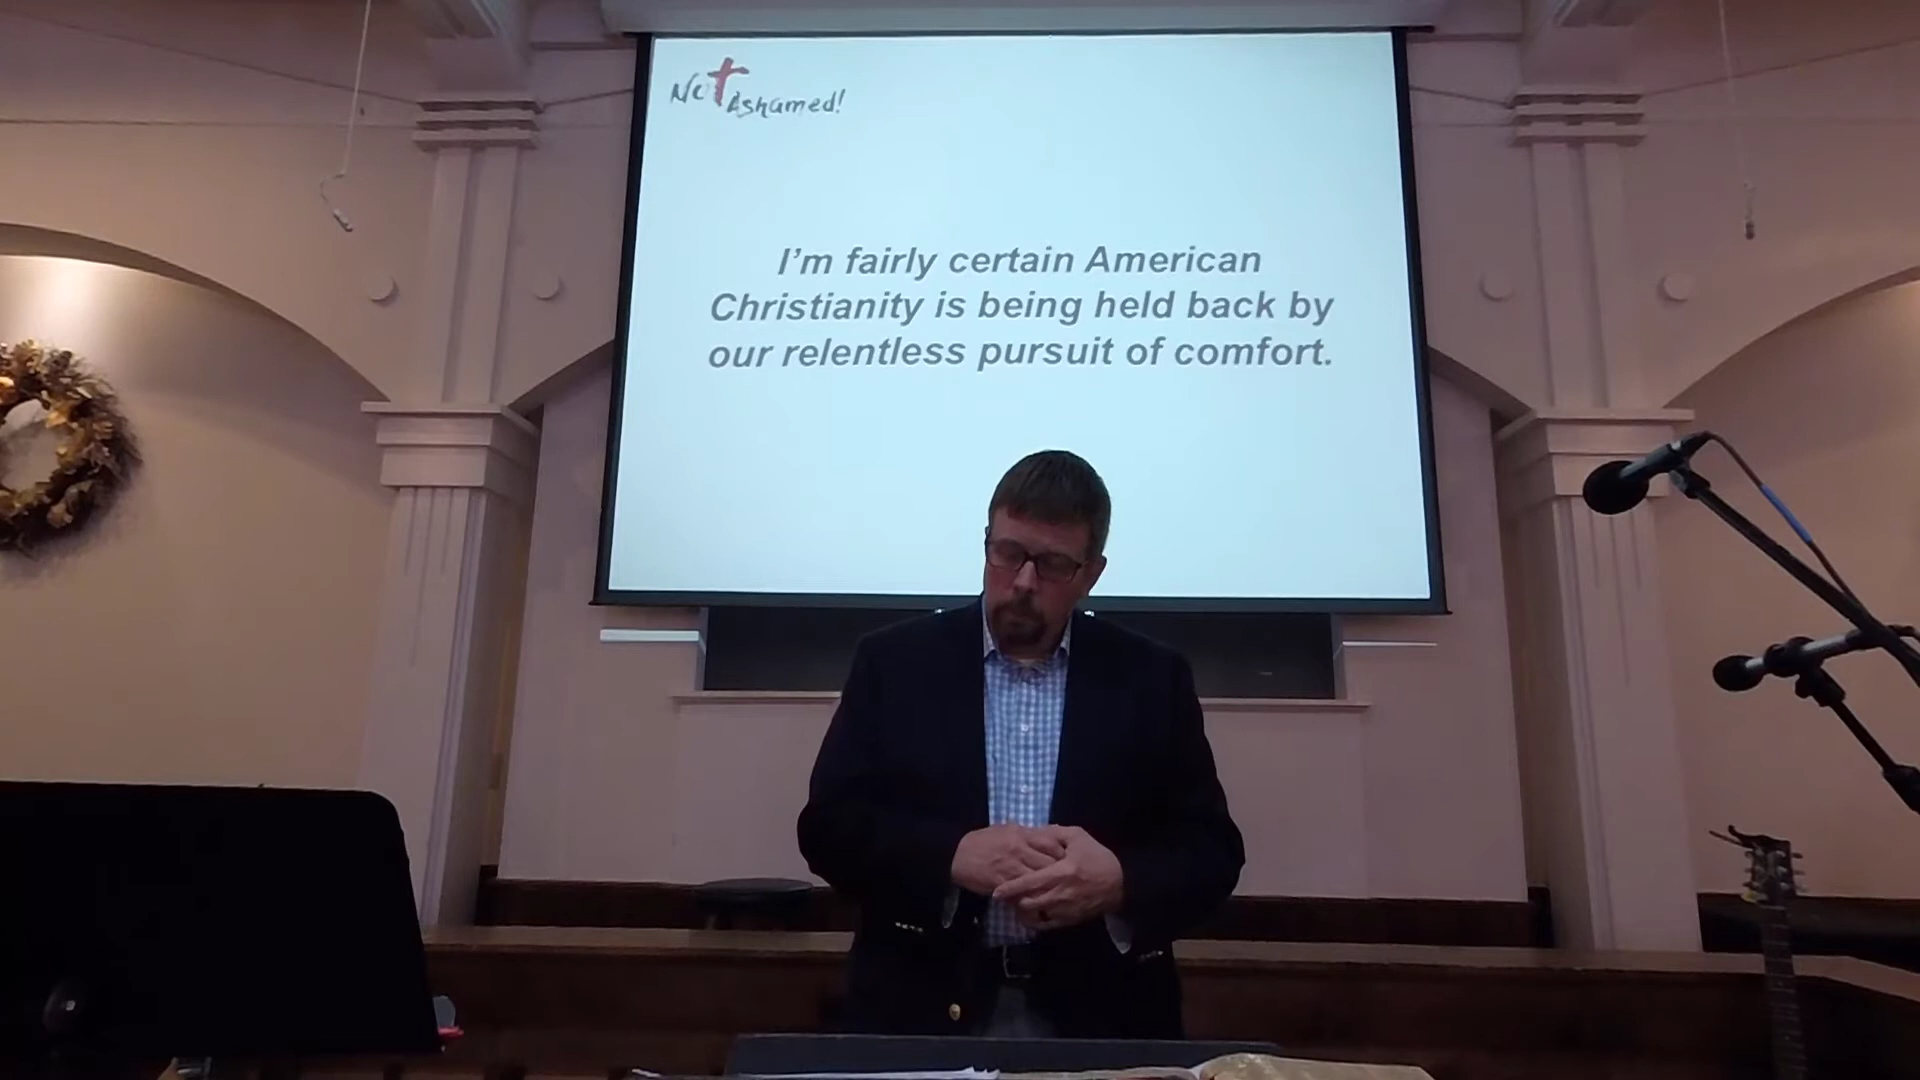 Not
Ashamed!
I'm fairly certain American
Christianity is being held back by
our relentless pursuit of comfort.